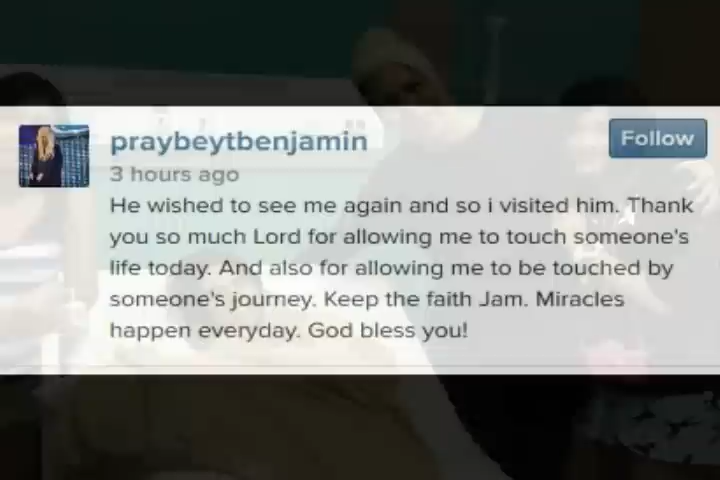 praybeytbenjamin
Follow
3 hours ago
He wished to see me again and so i visited him. Thank
you so much Lord for allowing me to touch someone's
life today. And also for allowing me to be touched by
someone's journey. Keep the faith Jam. Miracles
happen everyday. God bless you!